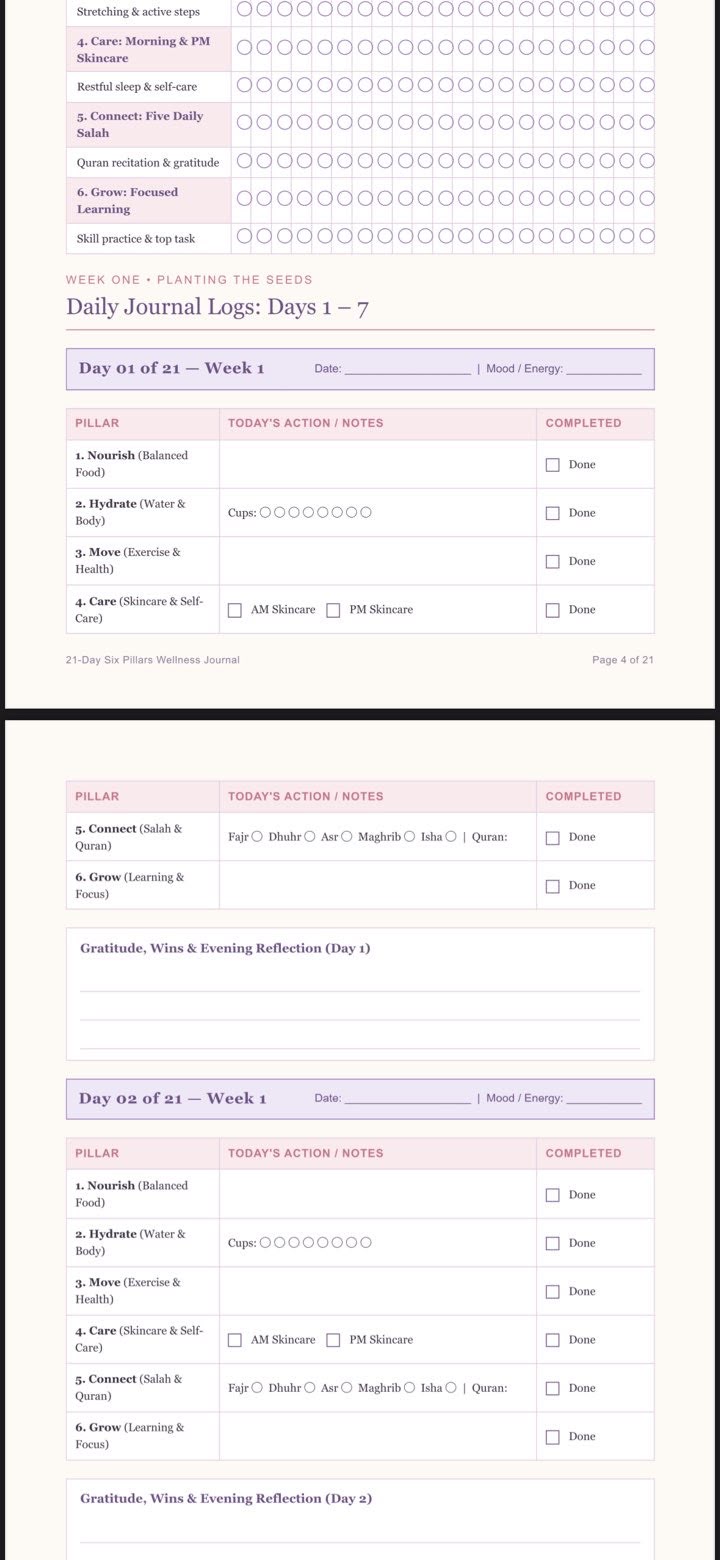 Stretching & active steps
4. Care: Morning & PM
Skincare
Restful sleep & self-care
5. Connect: Five Daily
Salah
Quran recitation & gratitude
6. Grow: Focused
Learning
Skill practice & top task
WEEK ONE • PLANTING THE SEEDS
Daily Journal Logs: Days 1 – 7
Day 01 of 21 — Week 1 Date: ____________________ | Mood / Energy: ____________
PILLAR TODAY'S ACTION / NOTES COMPLETED
1. Nourish (Balanced
Food)
Done
2. Hydrate (Water &
Body)
Cups: ○○○○○○○○
Done
3. Move (Exercise &
Health)
Done
4. Care (Skincare & Self-
Care)
☐ AM Skincare ☐ PM Skincare
Done
21-Day Six Pillars Wellness Journal Page 4 of 21
PILLAR TODAY'S ACTION / NOTES COMPLETED
5. Connect (Salah &
Quran)
Fajr ○ Dhuhr ○ Asr ○ Maghrib ○ Isha ○ | Quran:
Done
6. Grow (Learning &
Focus)
Done
Gratitude, Wins & Evening Reflection (Day 1)
Day 02 of 21 — Week 1 Date: ____________________ | Mood / Energy: ____________
PILLAR TODAY'S ACTION / NOTES COMPLETED
1. Nourish (Balanced
Food)
Done
2. Hydrate (Water &
Body)
Cups: ○○○○○○○○
Done
3. Move (Exercise &
Health)
Done
4. Care (Skincare & Self-
Care)
☐ AM Skincare ☐ PM Skincare
Done
5. Connect (Salah &
Quran)
Fajr ○ Dhuhr ○ Asr ○ Maghrib ○ Isha ○ | Quran:
Done
6. Grow (Learning &
Focus)
Done
Gratitude, Wins & Evening Reflection (Day 2)